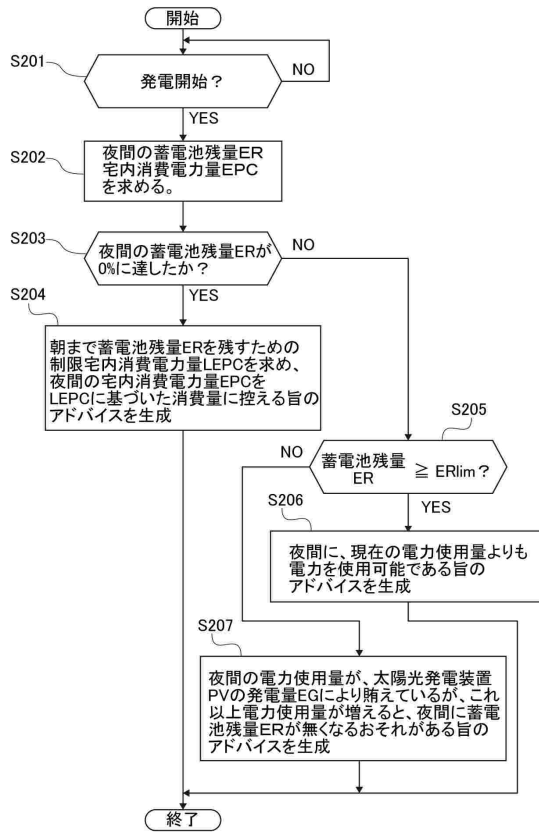 開始
S201
発電開始？
NO
YES
S202
夜間の蓄電池残量ER
宅内消費電力量EPC
を求める。
S203
夜間の蓄電池残量ERが
0%に達したか？
NO
YES
S204
朝まで蓄電池残量ERを残すための
制限宅内消費電力量LEPCを求め、
夜間の宅内消費電力量EPCを
LEPCに基づいた消費量に控える旨の
アドバイスを生成
S205
蓄電池残量
ER
≧ ERlim？
NO
YES
S206
夜間に、現在の電力使用量よりも
電力を使用可能である旨の
アドバイスを生成
S207
夜間の電力使用量が、太陽光発電装置
PVの発電量EGにより賄えているが、これ
以上電力使用量が増えると、夜間に蓄電
池残量ERが無くなるおそれがある旨の
アドバイスを生成
終了